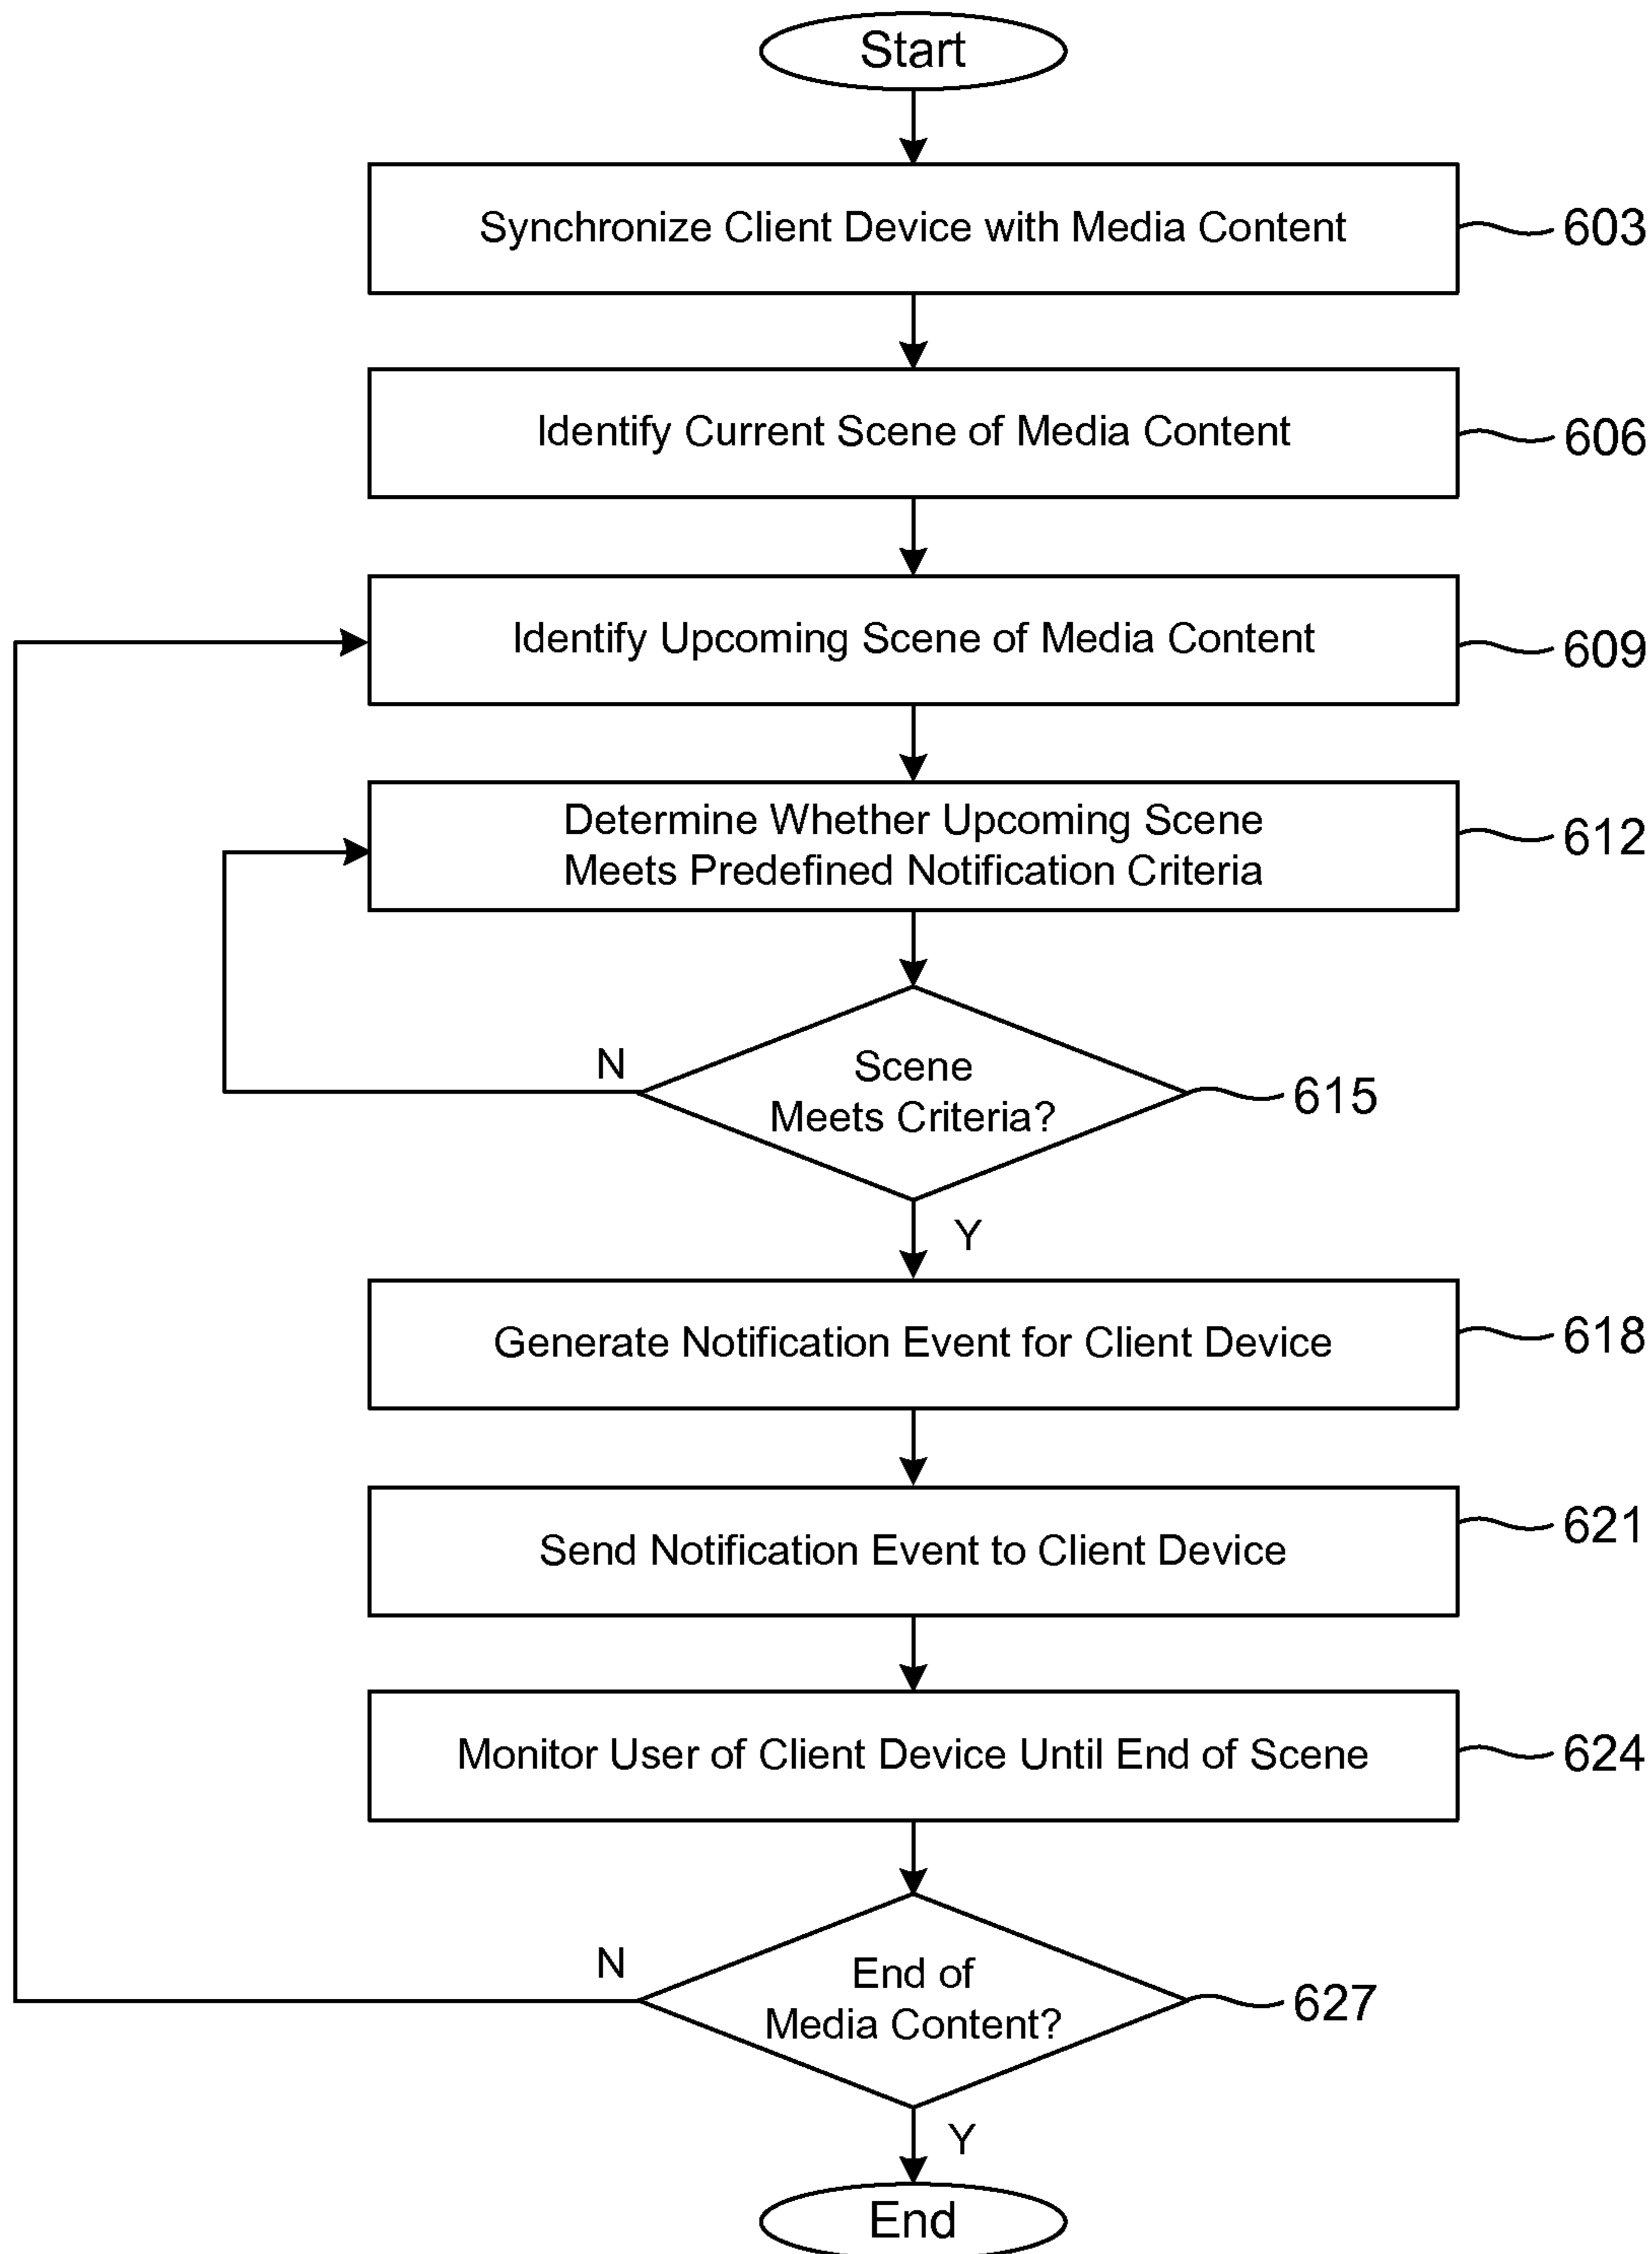 Start
Synchronize Client Device with Media Content
603
Identify Current Scene of Media Content
606
Identify Upcoming Scene of Media Content
609
Determine Whether Upcoming Scene
Meets Predefined Notification Criteria
612
Scene
Meets Criteria?
N
615
Y
Generate Notification Event for Client Device
618
Send Notification Event to Client Device
621
Monitor User of Client Device Until End of Scene
624
End of
Media Content?
N
627
Y
End